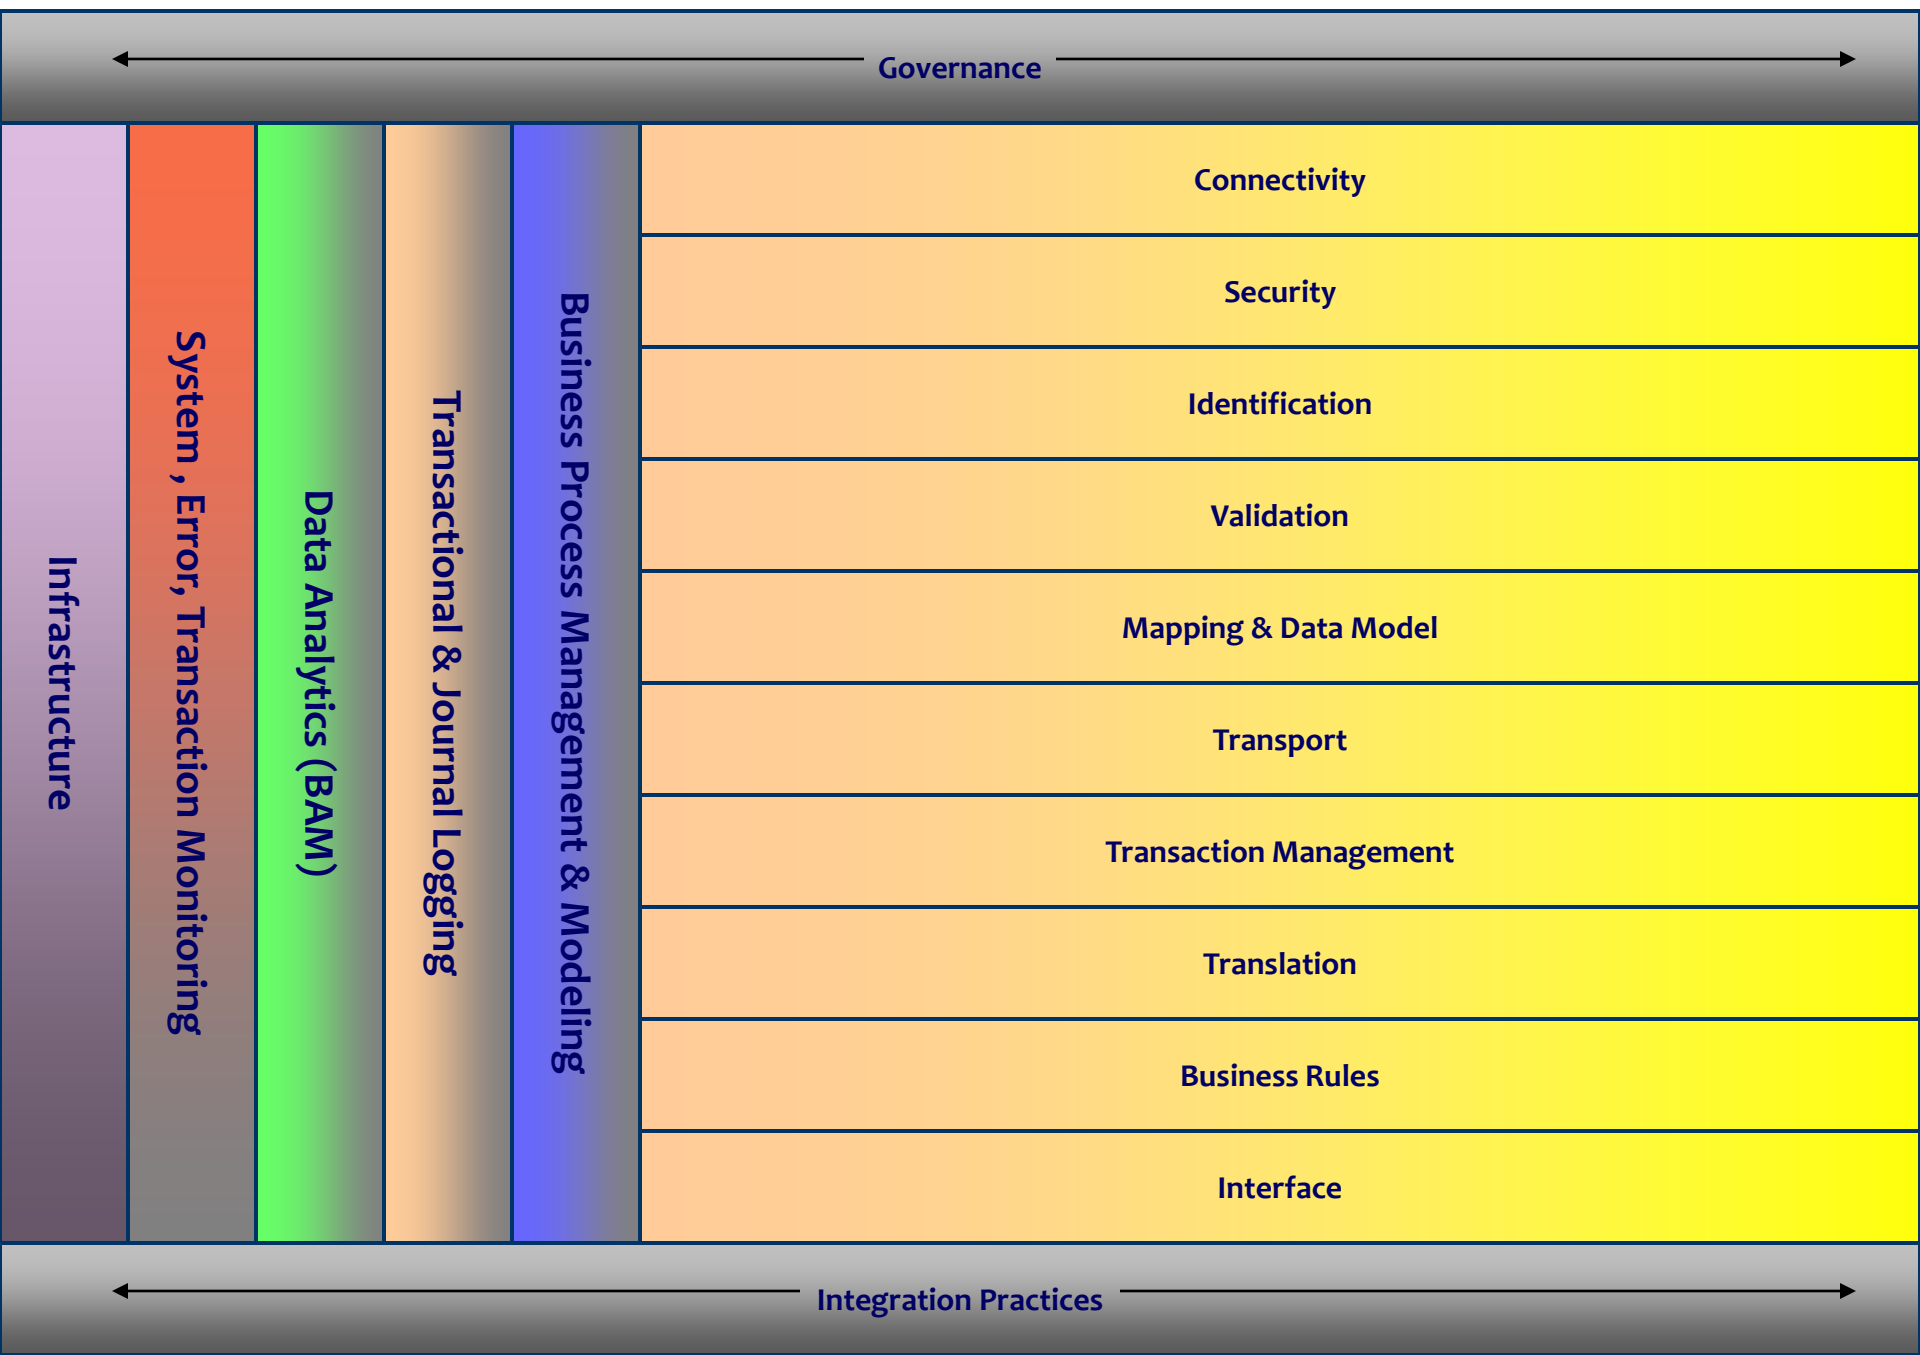 Governance
Infrastructure
System , Error, Transaction Monitoring
Data Analytics (BAM)
Transactional & Journal Logging
Business Process Management & Modeling
Connectivity
Security
Identification
Validation
Mapping & Data Model
Transport
Transaction Management
Translation
Business Rules
Interface
Integration Practices